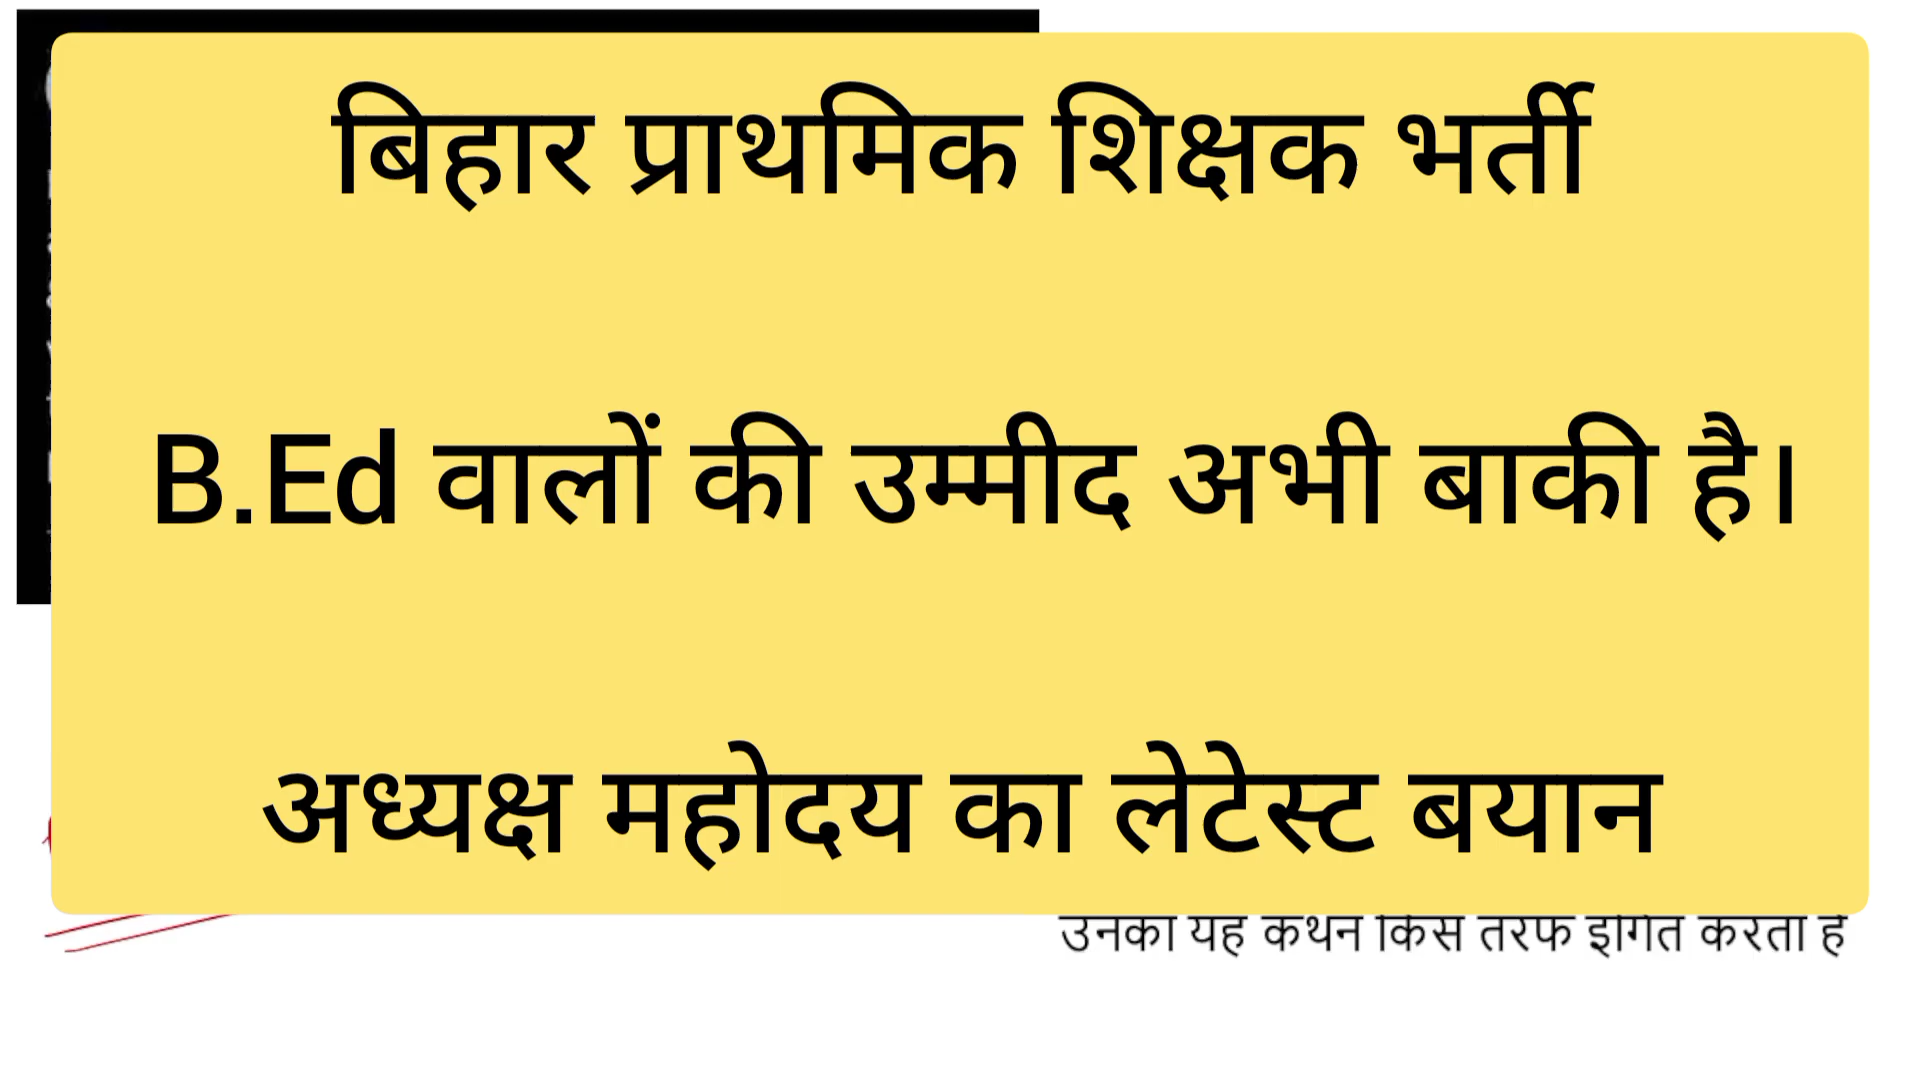 बिहार प्राथमिक शिक्षक भर्ती
B.Ed वालों की उम्मीद अभी बाकी है।
अध्यक्ष महोदय का लेटेस्ट बयान
उनका यह कथन किस तरफ इंगित करता है